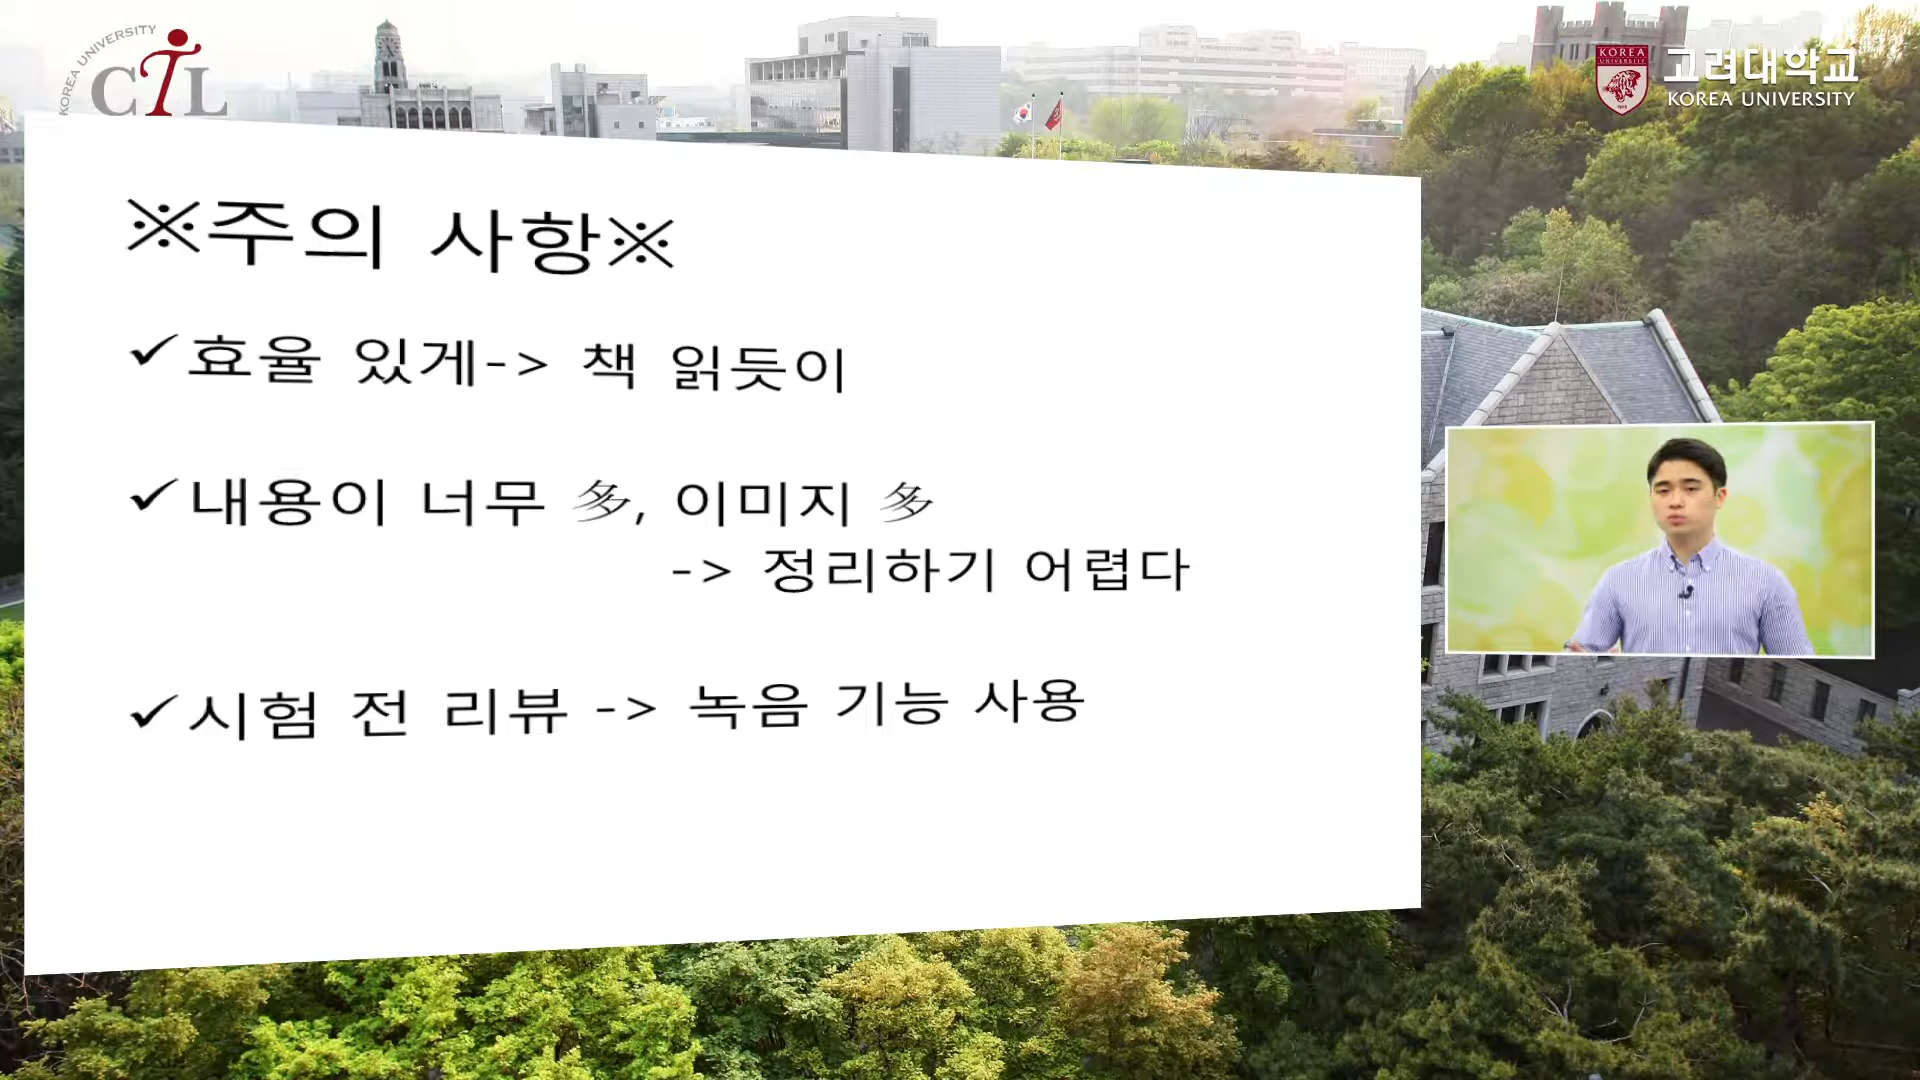 KOREA UNIVERSITY
CTL
KOREA
UNIVERSITY
고려대학교
KOREA UNIVERSITY
※주의 사항※
✓효율 있게-> 책 읽듯이
✓내용이 너무 多, 이미지 多
-> 정리하기 어렵다
✓시험 전 리뷰 -> 녹음 기능 사용